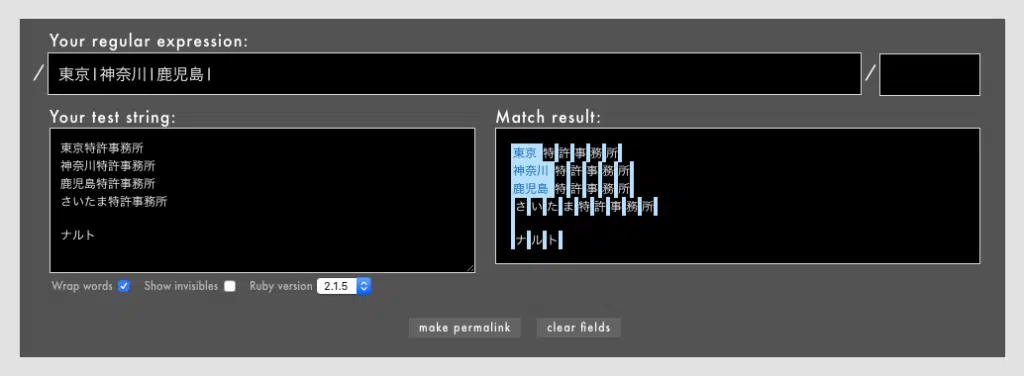 Your regular expression:
/ 東京|神奈川|鹿児島| /
Your test string:
東京特許事務所
神奈川特許事務所
鹿児島特許事務所
さいたま特許事務所
ナルト
Match result:
東京特許事務所
神奈川特許事務所
鹿児島特許事務所
さいたま特許事務所
ナルト
Wrap words Show invisibles Ruby version 2.1.5
make permalink clear fields